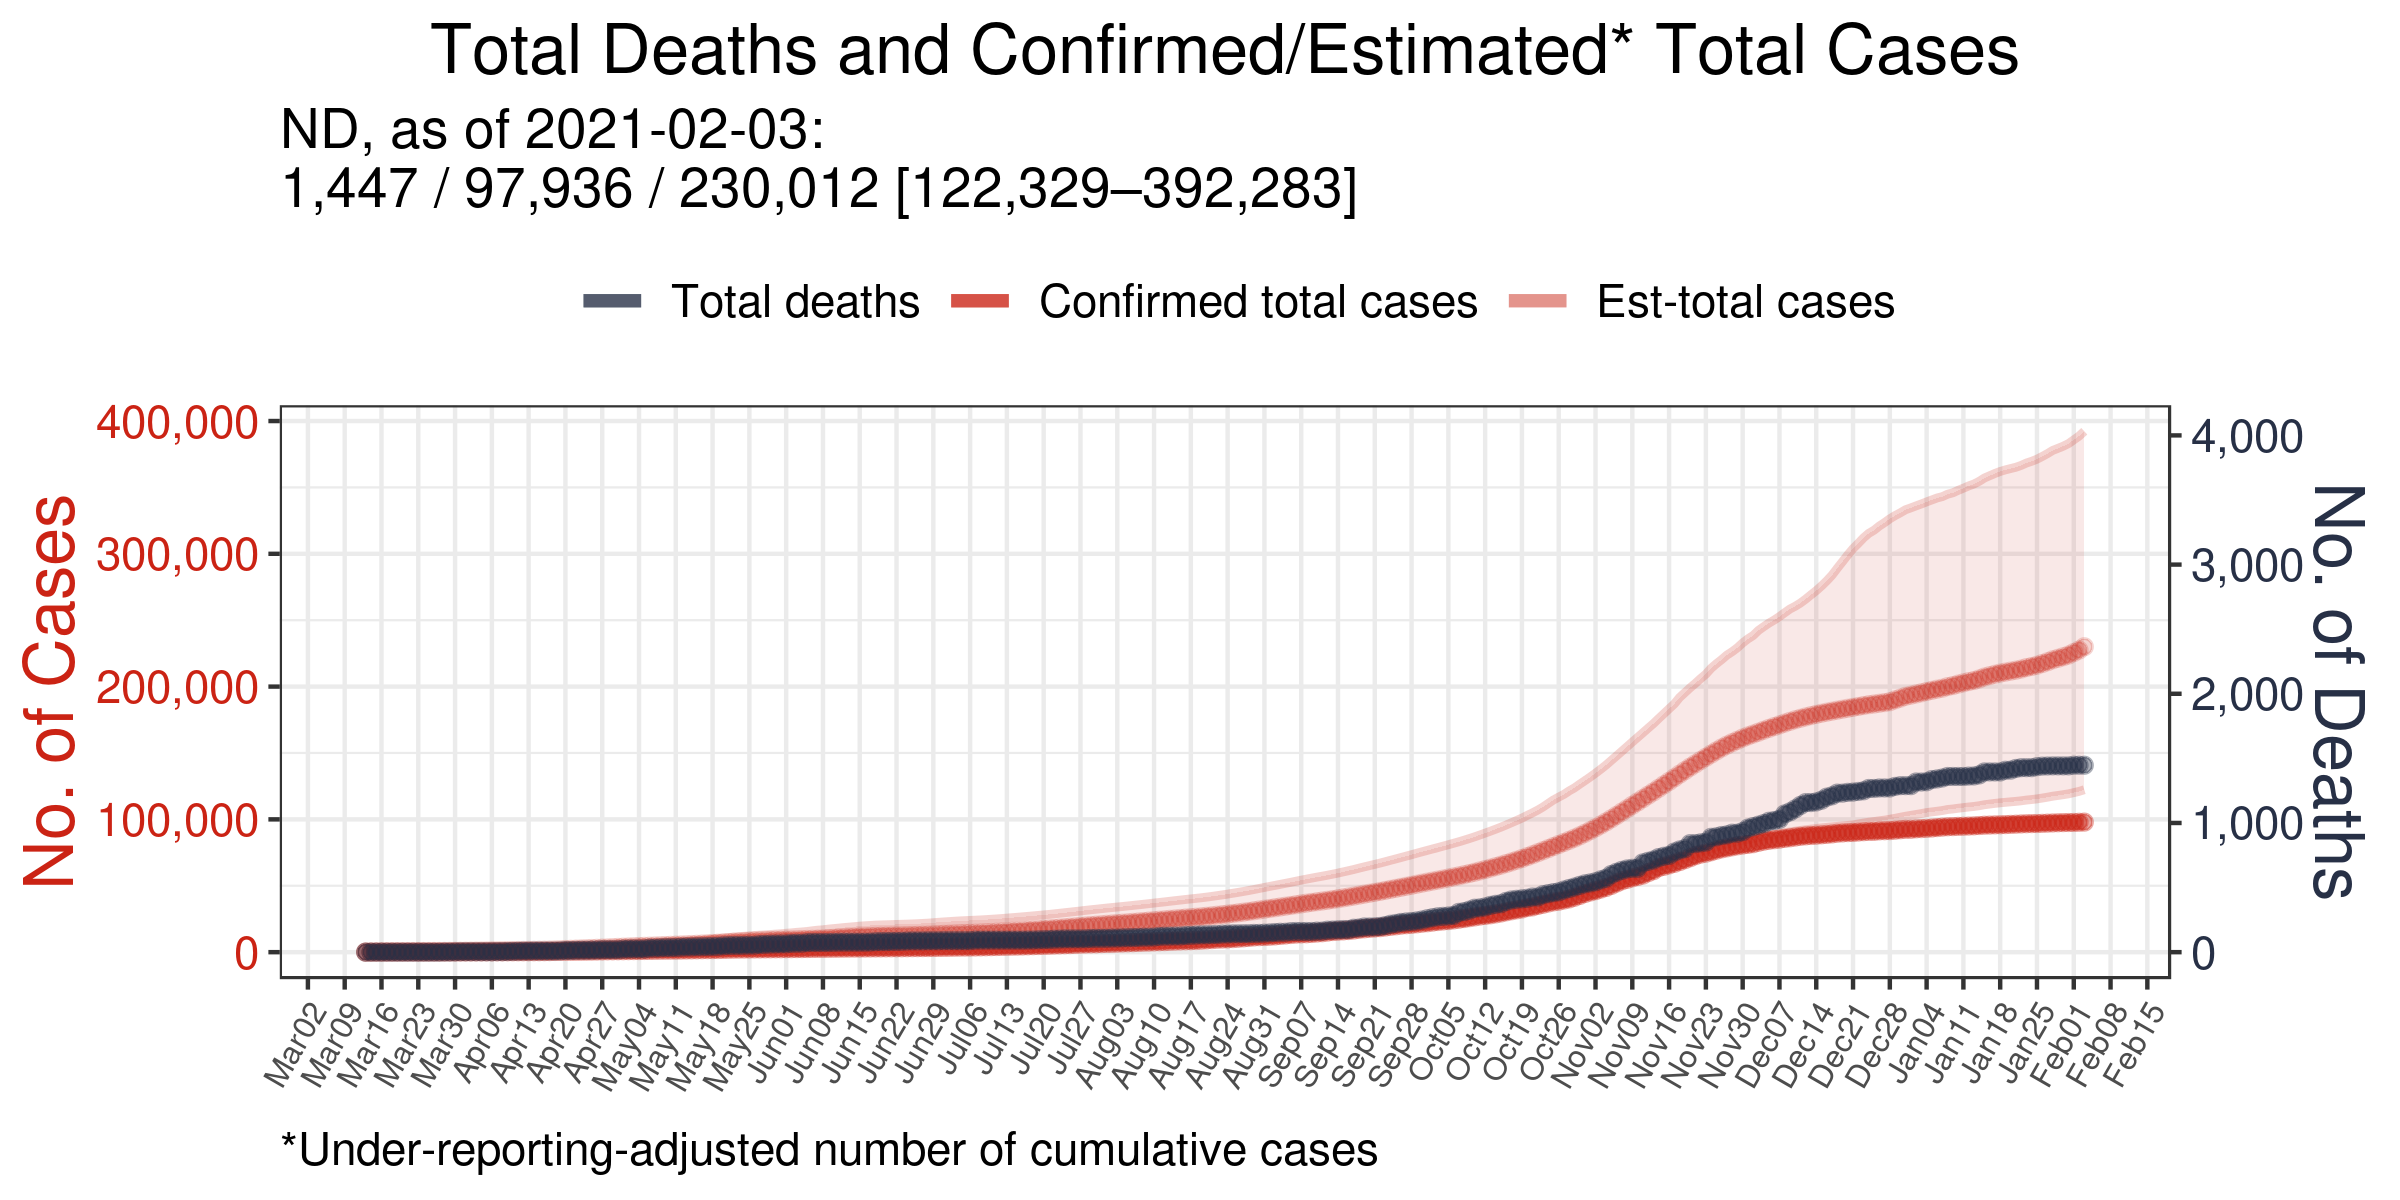 Total Deaths and Confirmed/Estimated* Total Cases
ND, as of 2021-02-03:
1,447 / 97,936 / 230,012 [122,329–392,283]
Total deaths
Confirmed total cases
Est-total cases
No. of Cases
400,000
300,000
200,000
100,000
0
4,000
3,000
2,000
1,000
0
No. of Deaths
Mar02
Mar09
Mar16
Mar23
Mar30
Apr06
Apr13
Apr20
Apr27
May04
May11
May18
May25
Jun01
Jun08
Jun15
Jun22
Jun29
Jul06
Jul13
Jul20
Jul27
Aug03
Aug10
Aug17
Aug24
Aug31
Sep07
Sep14
Sep21
Sep28
Oct05
Oct12
Oct19
Oct26
Nov02
Nov09
Nov16
Nov23
Nov30
Dec07
Dec14
Dec21
Dec28
Jan04
Jan11
Jan18
Jan25
Feb01
Feb08
Feb15
*Under-reporting-adjusted number of cumulative cases